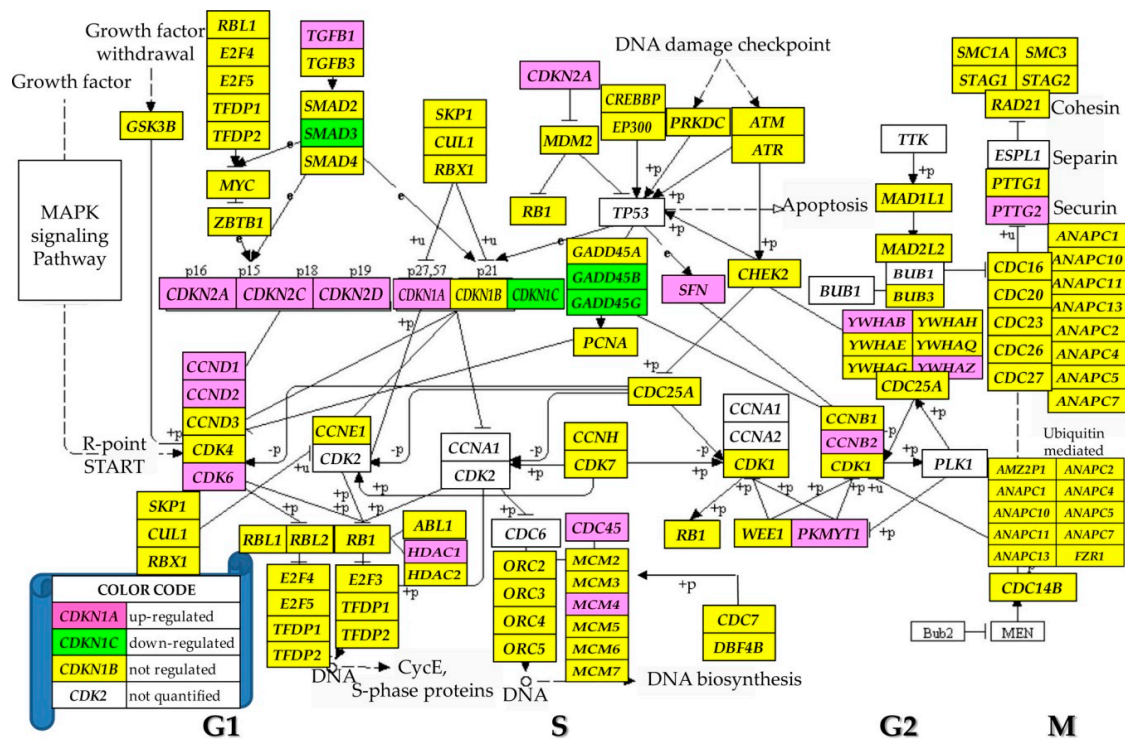 Growth factor
withdrawal
Growth factor
GSK3B
MAPK
signaling
Pathway
R-point
START
RBL1
E2F4
E2F5
TFDP1
TFDP2
MYC
ZBTB1
TGFB1
TGFB3
SMAD2
SMAD3
SMAD4
e
e
e
e
SKP1
CUL1
RBX1
+u
+u
CDKN2A
MDM2
RB1
CREBBP
EP300
PRKDC
DNA damage checkpoint
ATM
ATR
+p
+p
+p
+p
+p
TP53
Apoptosis
e
CHEK2
SFN
GADD45A
GADD45B
GADD45G
PCNA
p16
p15
p18
p19
p27,57
p21
CDKN2A
CDKN2C
CDKN2D
CDKN1A
CDKN1B
CDKN1C
+p
TTK
+p
MAD1L1
MAD2L2
BUB1
BUB1
BUB3
SMC1A
SMC3
STAG1
STAG2
RAD21
Cohesin
ESPL1
Separin
PTTG1
PTTG2
Securin
+u
CDC16
CDC20
CDC23
CDC26
CDC27
ANAPC1
ANAPC10
ANAPC11
ANAPC13
ANAPC2
ANAPC4
ANAPC5
ANAPC7
YWHAB
YWHAH
YWHAE
YWHAQ
YWHAG
YWHAZ
CDC25A
CCND1
CCND2
CCND3
CDK4
CDK6
+p
-p
+u
+p
+p
CCNE1
CDK2
-p
+p
+p
CCNA1
CDK2
-p
+p
+p
CDC25A
CCNH
CDK7
-p
+p
CCNA1
CCNA2
CDK1
+p
+p
CCNB1
CCNB2
CDK1
-p
+p
+p
+p
+u
PLK1
+p
+p
RB1
WEE1
PKMYT1
Ubiquitin
mediated
AMZ2P1
ANAPC2
ANAPC1
ANAPC4
ANAPC10
ANAPC5
ANAPC11
ANAPC7
ANAPC13
FZR1
CDC14B
Bub2
MEN
SKP1
CUL1
RBX1
RBL1
RBL2
RB1
E2F4
E2F5
TFDP1
TFDP2
E2F3
TFDP1
TFDP2
ABL1
HDAC1
HDAC2
+p
DNA
CycE,
S-phase proteins
CDC6
ORC2
ORC3
ORC4
ORC5
CDC45
MCM2
MCM3
MCM4
MCM5
MCM6
MCM7
+p
CDC7
DBF4B
DNA
DNA biosynthesis
COLOR CODE
CDKN1A up-regulated
CDKN1C down-regulated
CDKN1B not regulated
CDK2 not quantified
G1
S
G2
M